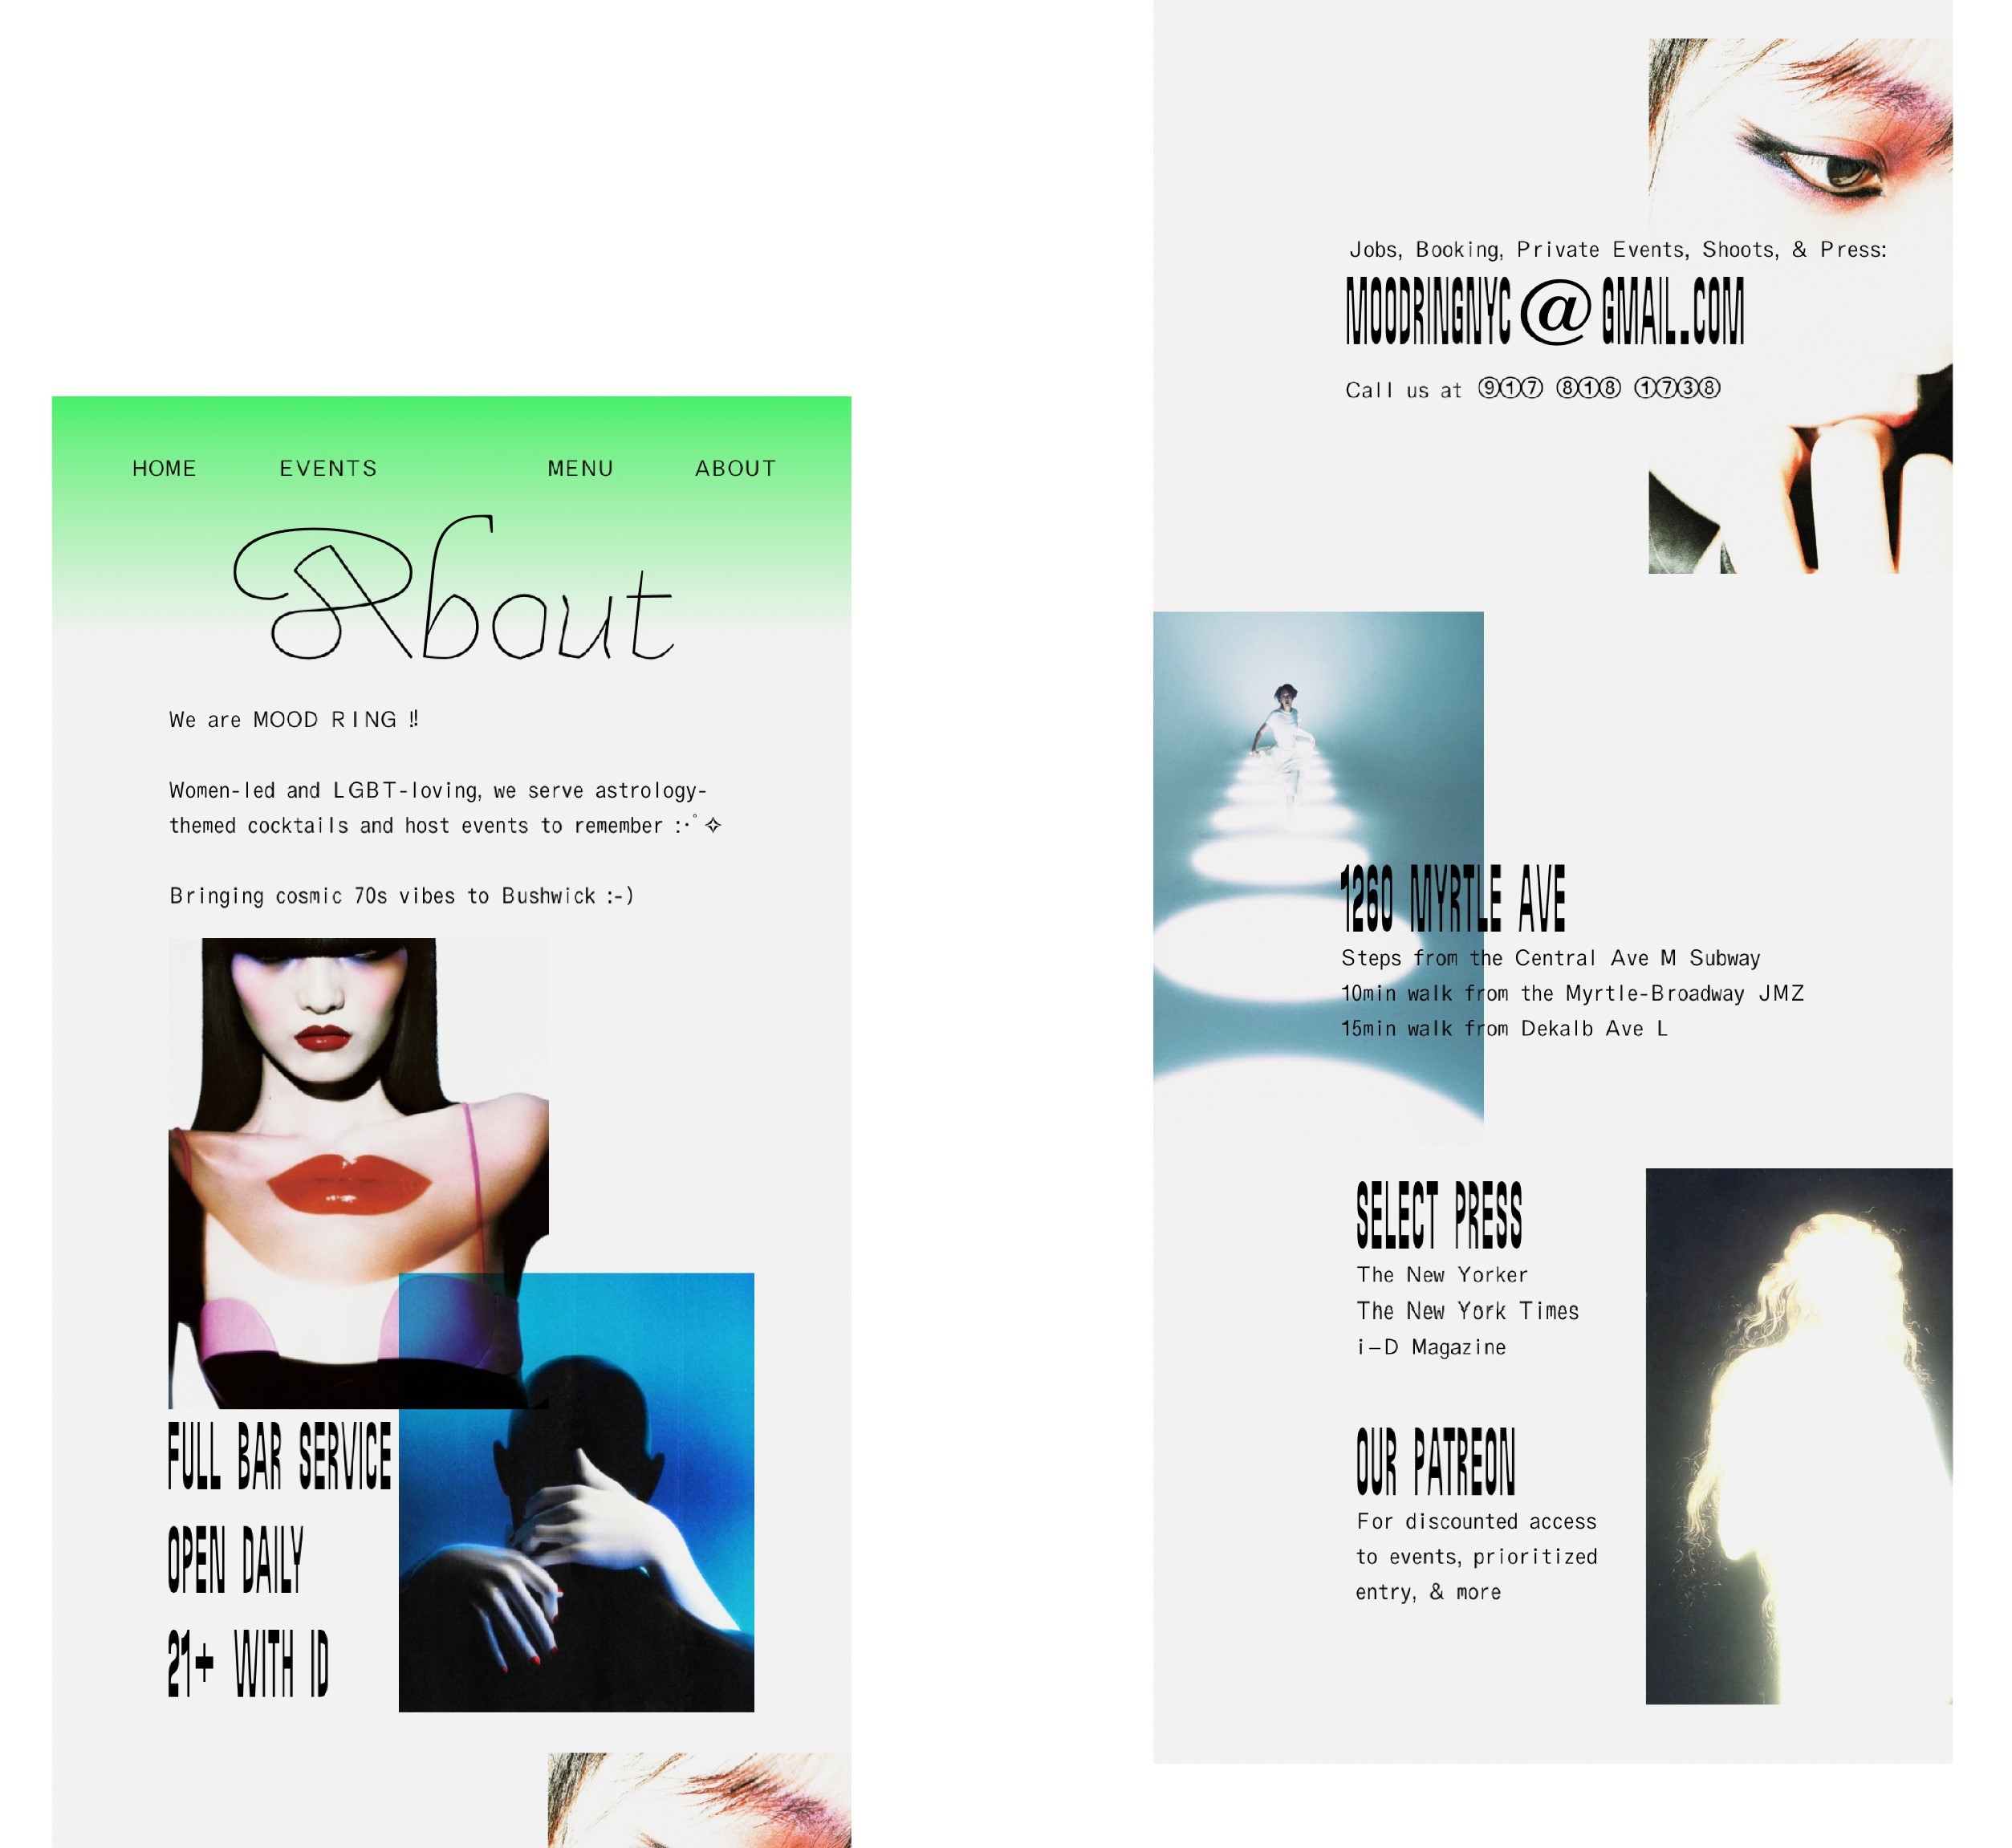 HOME EVENTS MENU ABOUT
About
We are MOOD RING ‼
Women-led and LGBT-loving, we serve astrology-
themed cocktails and host events to remember :･ﾟ✧
Bringing cosmic 70s vibes to Bushwick :-)
FULL BAR SERVICE
OPEN DAILY
21+ WITH ID
Jobs, Booking, Private Events, Shoots, & Press:
MOODRINGNYC@GMAIL.COM
Call us at ⑨①⑦ ⑧①⑧ ①⑦③⑧
1260 MYRTLE AVE
Steps from the Central Ave M Subway
10min walk from the Myrtle-Broadway JMZ
15min walk from Dekalb Ave L
SELECT PRESS
The New Yorker
The New York Times
i–D Magazine
OUR PATREON
For discounted access
to events, prioritized
entry, & more